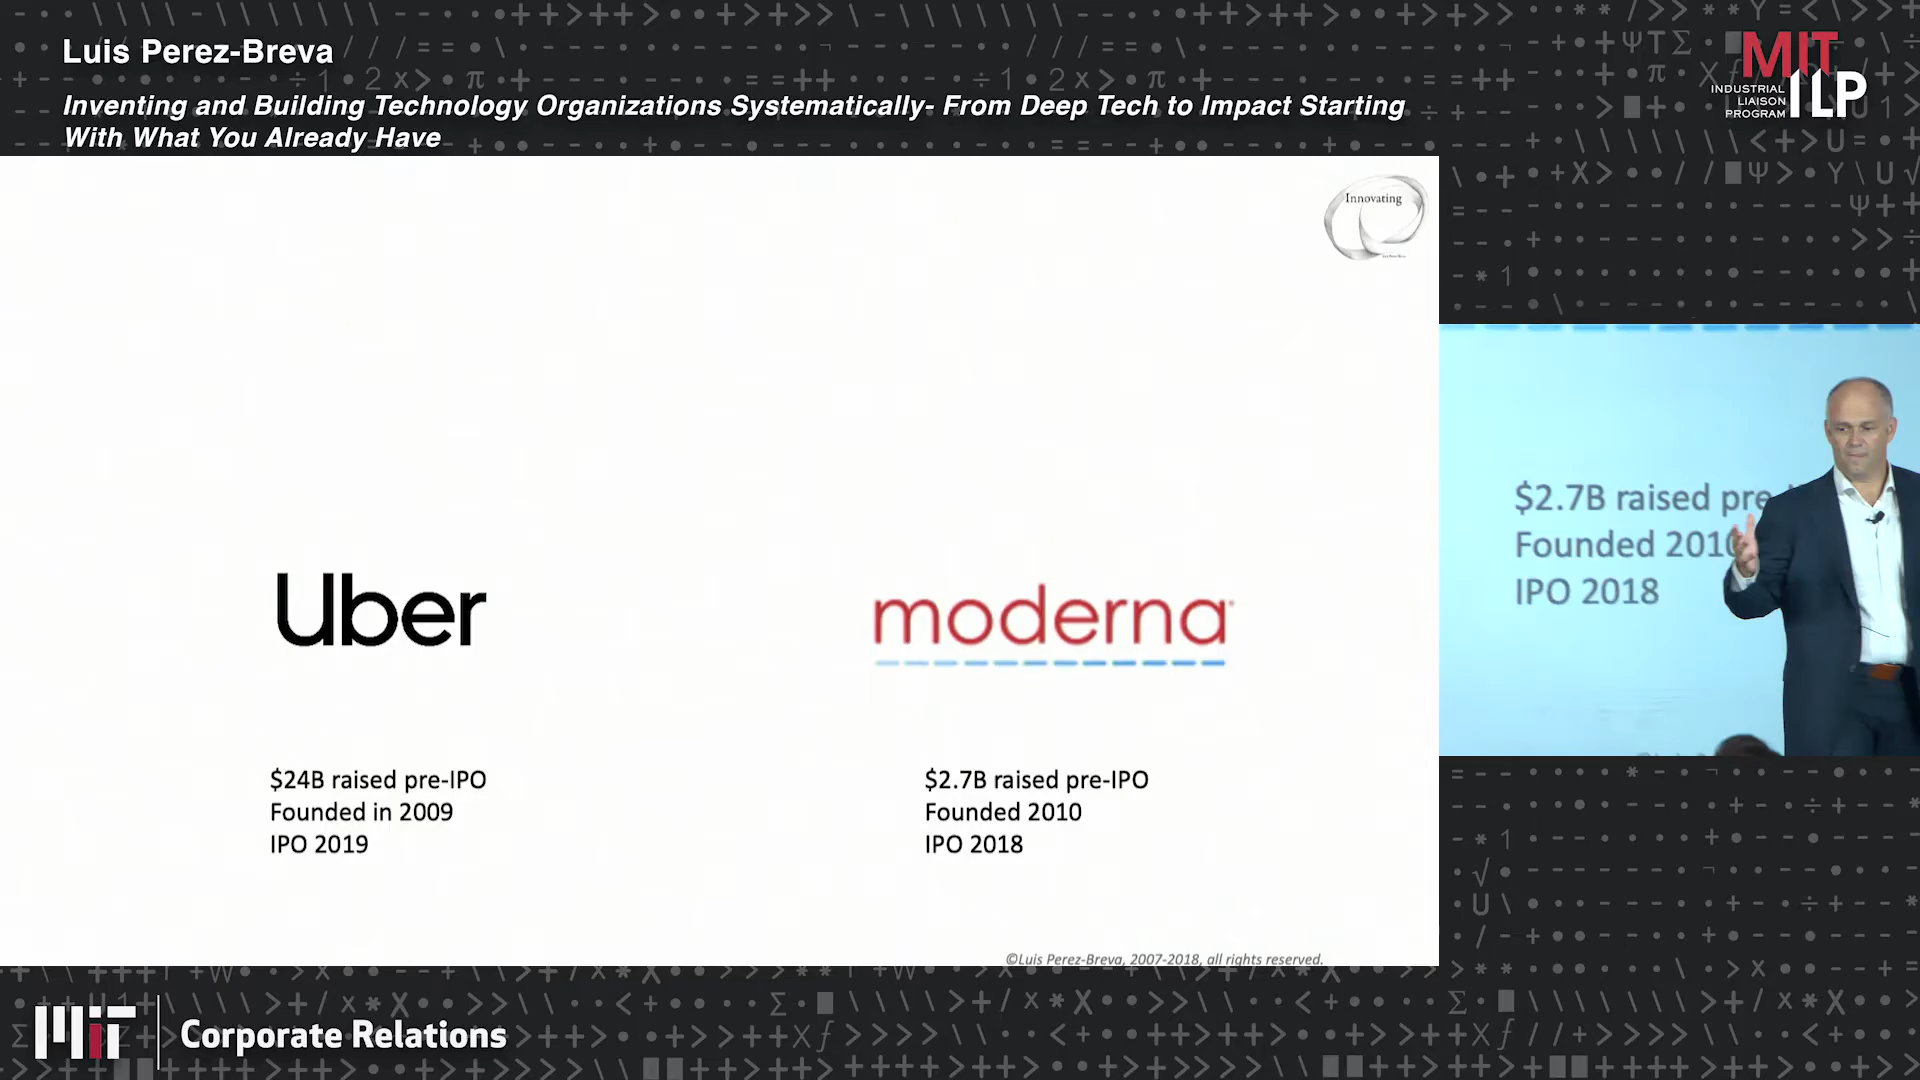 Luis Perez-Breva
Inventing and Building Technology Organizations Systematically- From Deep Tech to Impact Starting
With What You Already Have
MIT
ILP
INDUSTRIAL
LIAISON
PROGRAM
Innovating
Uber
moderna
$24B raised pre-IPO
Founded in 2009
IPO 2019
$2.7B raised pre-IPO
Founded 2010
IPO 2018
©Luis Perez-Breva, 2007-2018, all rights reserved.
$2.7B raised pre-
Founded 2010
IPO 2018
MIT
Corporate Relations